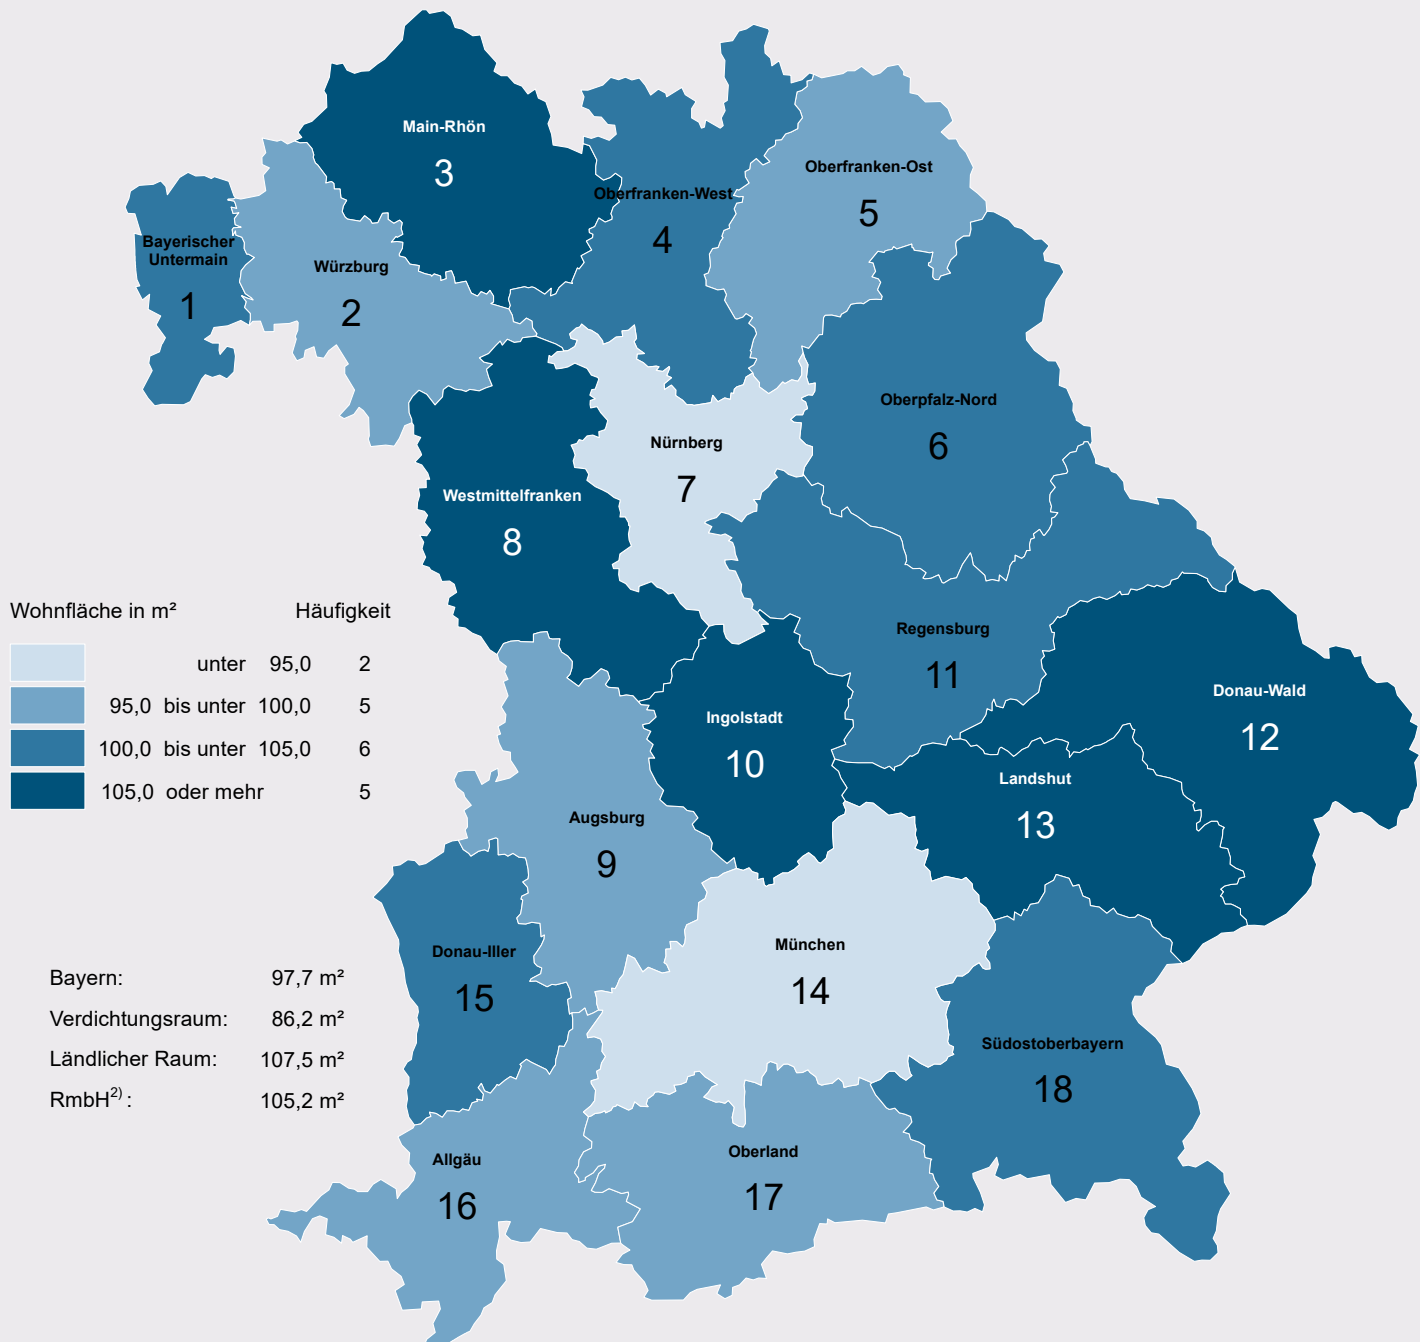 Main-Rhön
3
Oberfranken-West
4
Oberfranken-Ost
5
Bayerischer
Untermain
1
Würzburg
2
Oberpfalz-Nord
6
Nürnberg
7
Westmittelfranken
8
Regensburg
11
Donau-Wald
12
Ingolstadt
10
Landshut
13
Augsburg
9
München
14
Donau-Iller
15
Südostoberbayern
18
Oberland
17
Allgäu
16
Wohnfläche in m² Häufigkeit
unter 95,0 2
95,0 bis unter 100,0 5
100,0 bis unter 105,0 6
105,0 oder mehr 5
Bayern: 97,7 m²
Verdichtungsraum: 86,2 m²
Ländlicher Raum: 107,5 m²
RmbH²⁾ : 105,2 m²